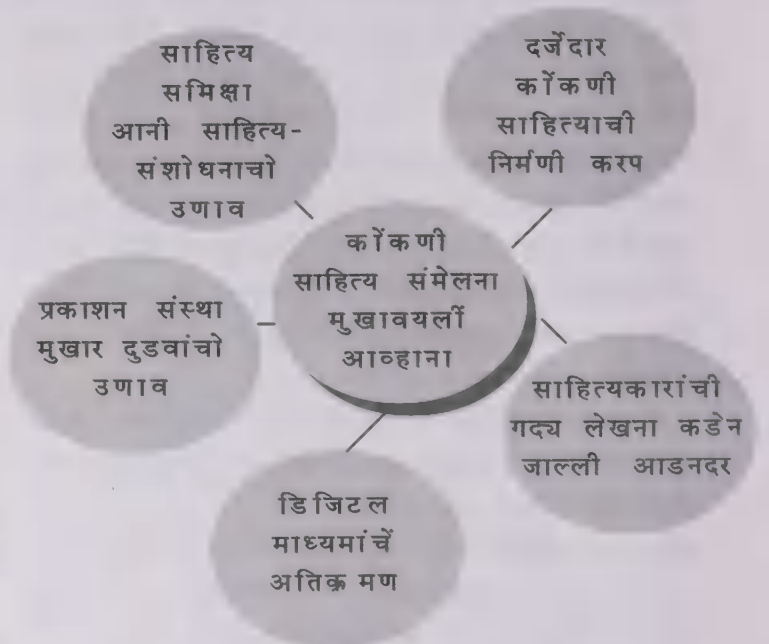 साहित्य
समिक्षा
आनी साहित्य-
संशोधनाचो
उणाव
दर्जेदार
कोंकणी
साहित्याची
निर्मणी करप
कोंकणी
साहित्य संमेलना
मुखावयलीं
आव्हाना
प्रकाशन संस्था
मुखार दुडवांचो
उणाव
साहित्यकारांची
गद्य लेखना कडेन
जाल्ली आडनदर
डिजिटल
माध्यमांचें
अतिक्रमण